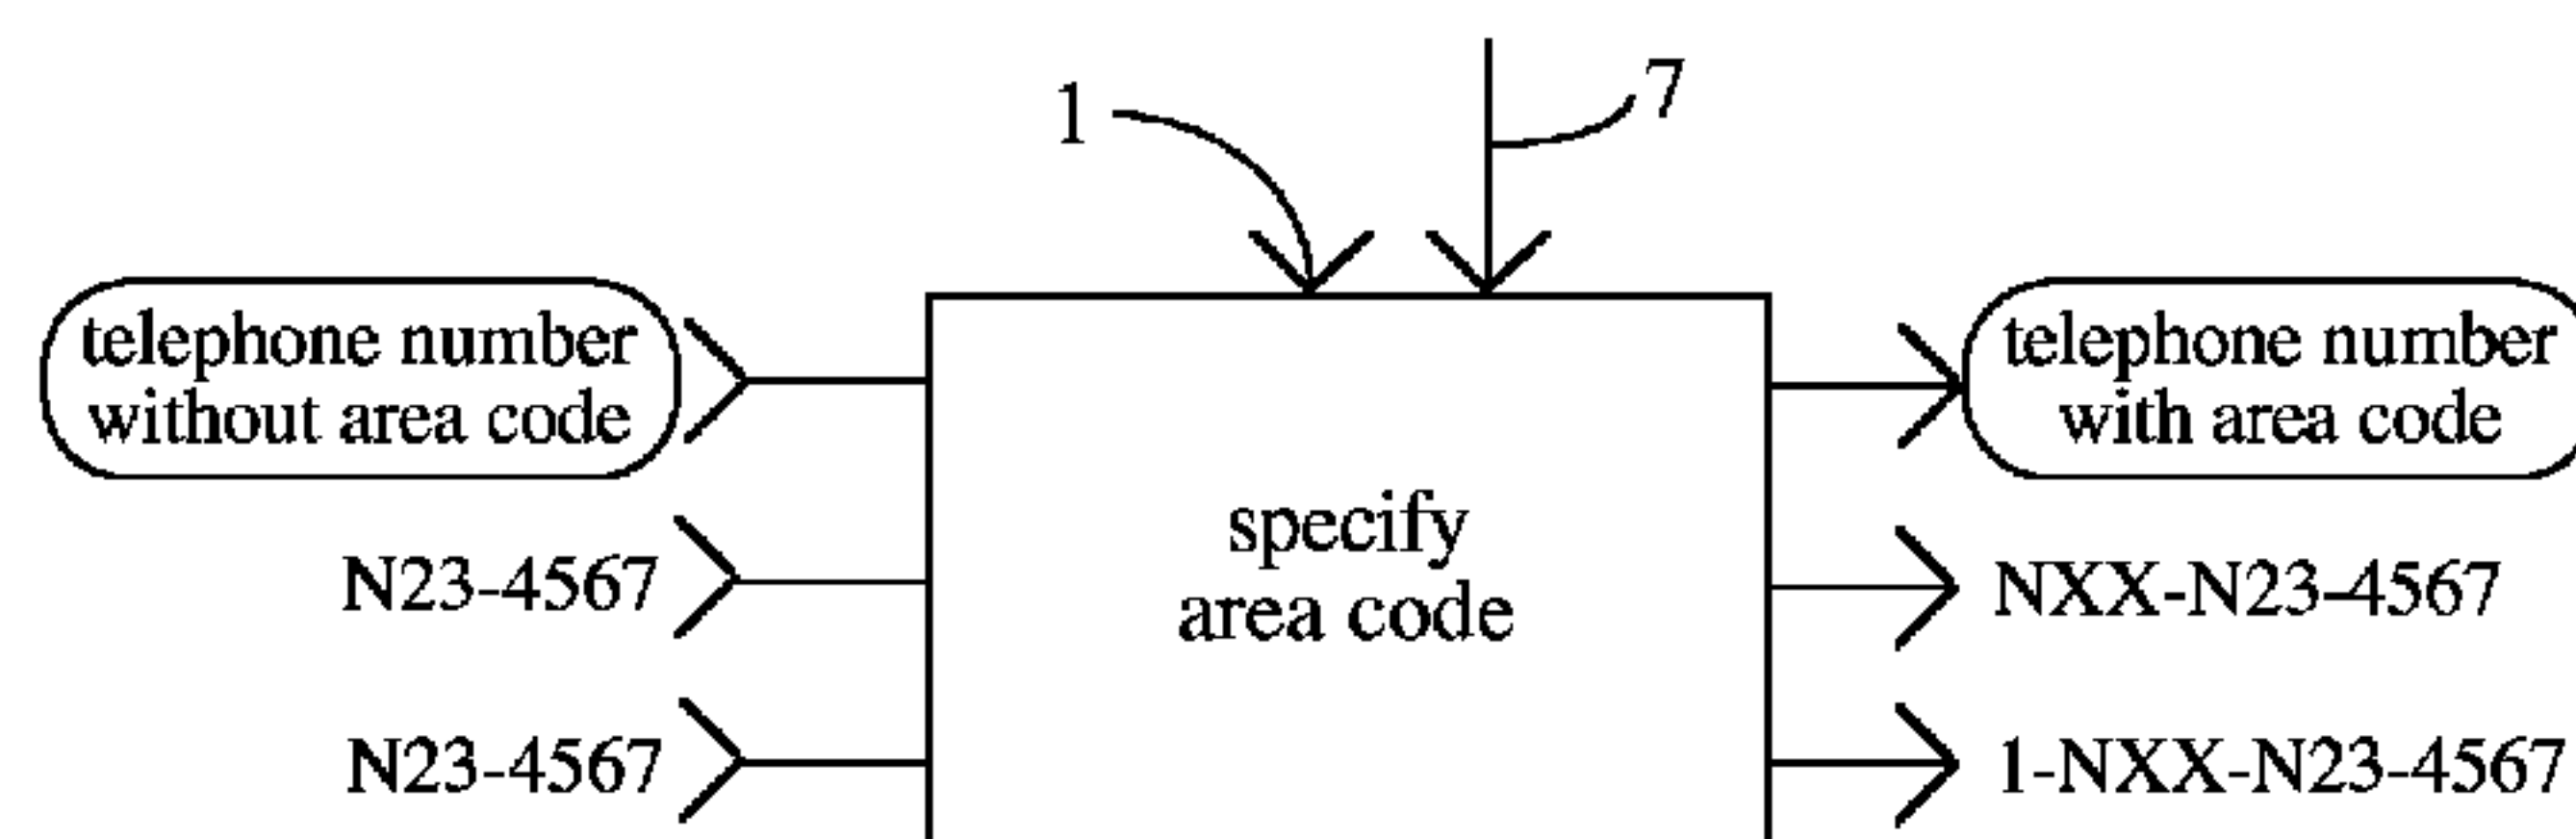 1
7
telephone number
without area code
telephone number
with area code
specify
area code
N23-4567
NXX-N23-4567
N23-4567
1-NXX-N23-4567